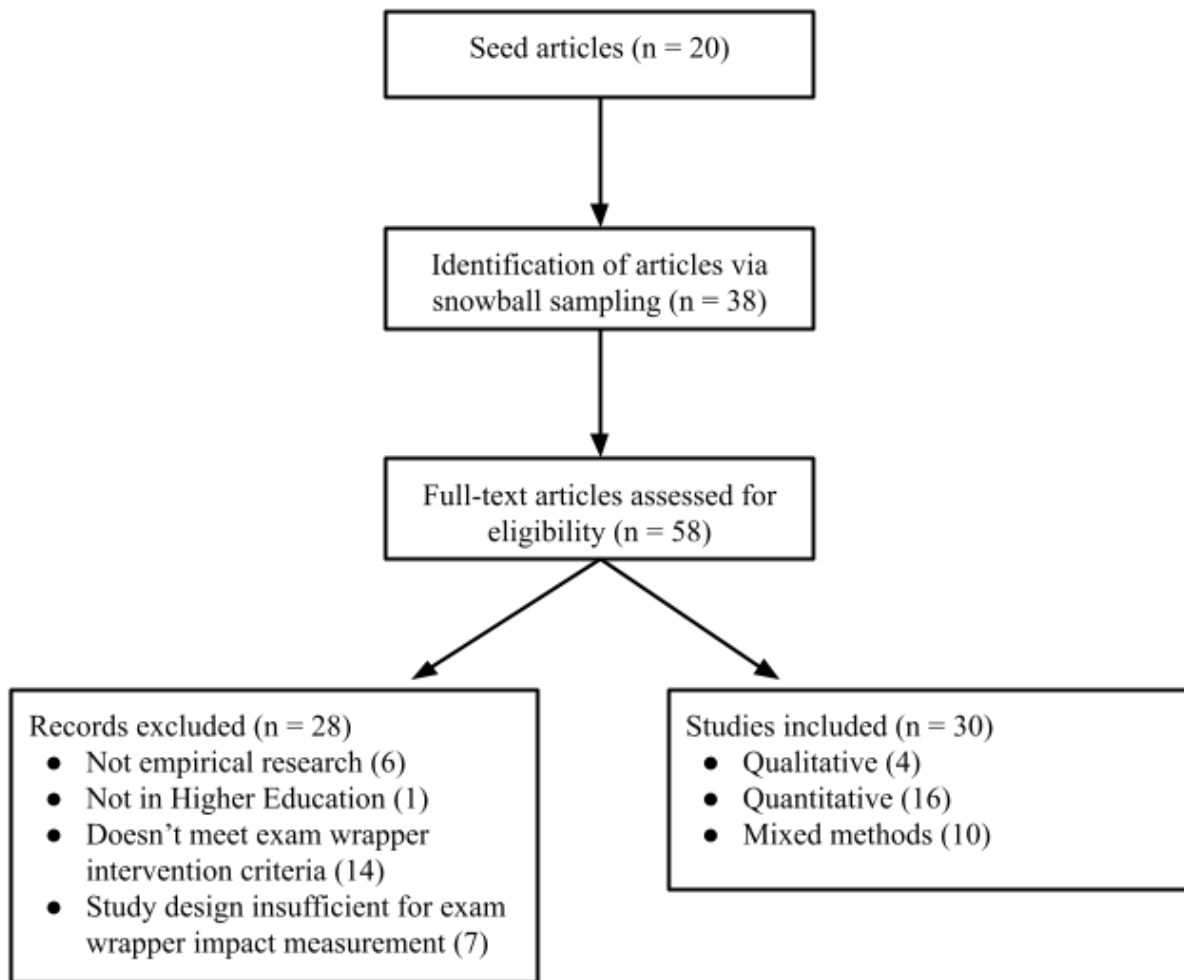 Seed articles (n = 20)
Identification of articles via
snowball sampling (n = 38)
Full-text articles assessed for
eligibility (n = 58)
Records excluded (n = 28)
● Not empirical research (6)
● Not in Higher Education (1)
● Doesn’t meet exam wrapper
intervention criteria (14)
● Study design insufficient for exam
wrapper impact measurement (7)
Studies included (n = 30)
● Qualitative (4)
● Quantitative (16)
● Mixed methods (10)